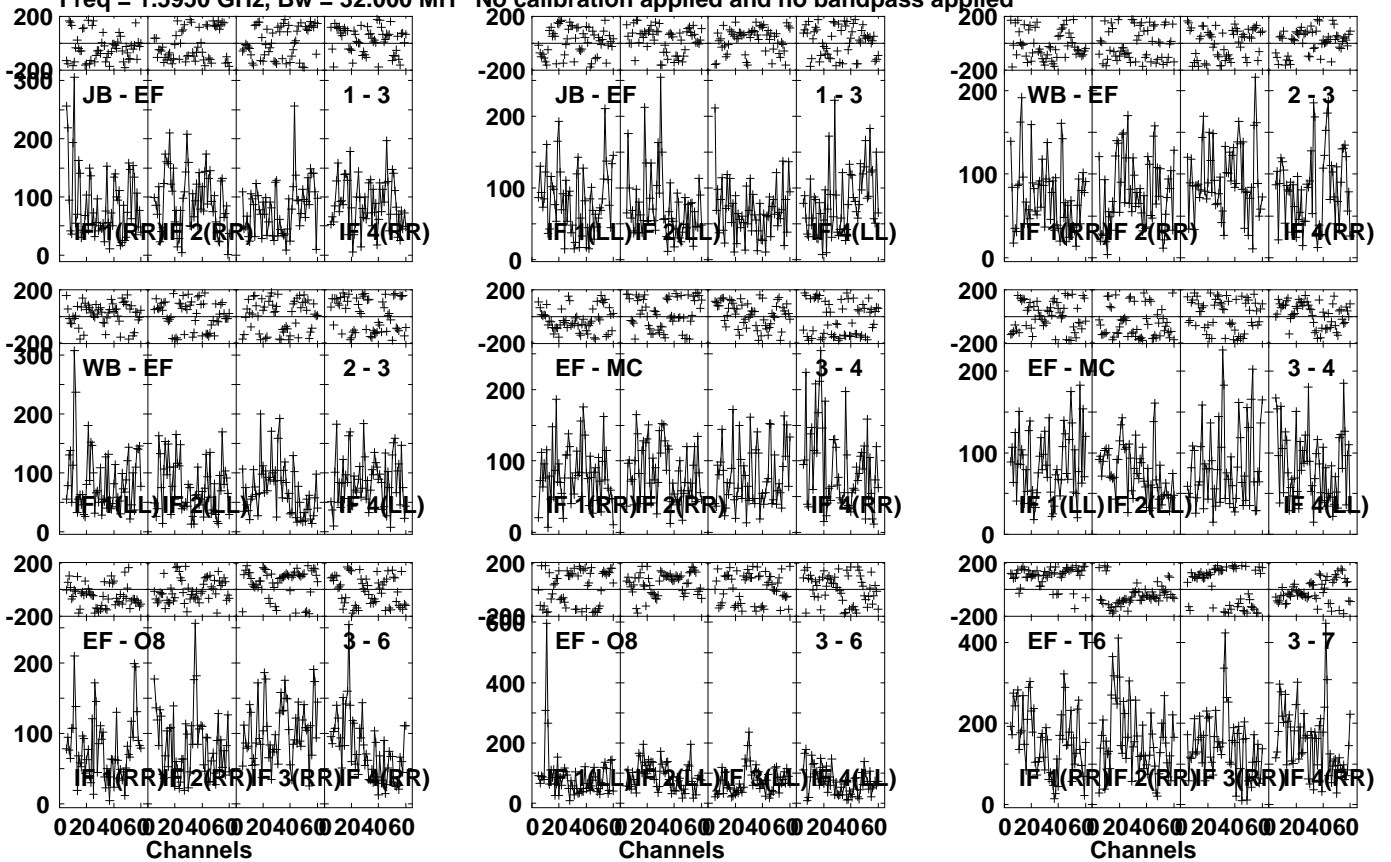 Freq = 1.5950 GHz, Bw = 32.000 MH No calibration applied and no bandpass applied
200
-200
300
200
100
0
JB - EF 1 - 3
IF 1(RR) IF 2(RR) IF 4(RR)
200
-200
200
100
0
JB - EF 1 - 3
IF 1(LL) IF 2(LL) IF 4(LL)
200
-200
200
100
0
WB - EF 2 - 3
IF 1(RR) IF 2(RR) IF 4(RR)
200
-200
300
200
100
0
WB - EF 2 - 3
IF 1(LL) IF 2(LL) IF 4(LL)
200
-200
200
100
0
EF - MC 3 - 4
IF 1(RR) IF 2(RR) IF 4(RR)
200
-200
200
100
0
EF - MC 3 - 4
IF 1(LL) IF 2(LL) IF 4(LL)
200
-200
200
100
0
EF - O8 3 - 6
IF 1(RR) IF 2(RR) IF 3(RR) IF 4(RR)
0 20 40 60 0 20 40 60 0 20 40 60 0 20 40 60
Channels
200
-200
600
400
200
0
EF - O8 3 - 6
IF 1(LL) IF 2(LL) IF 3(LL) IF 4(LL)
0 20 40 60 0 20 40 60 0 20 40 60 0 20 40 60
Channels
200
-200
400
200
0
EF - T6 3 - 7
IF 1(RR) IF 2(RR) IF 3(RR) IF 4(RR)
0 20 40 60 0 20 40 60 0 20 40 60 0 20 40 60
Channels